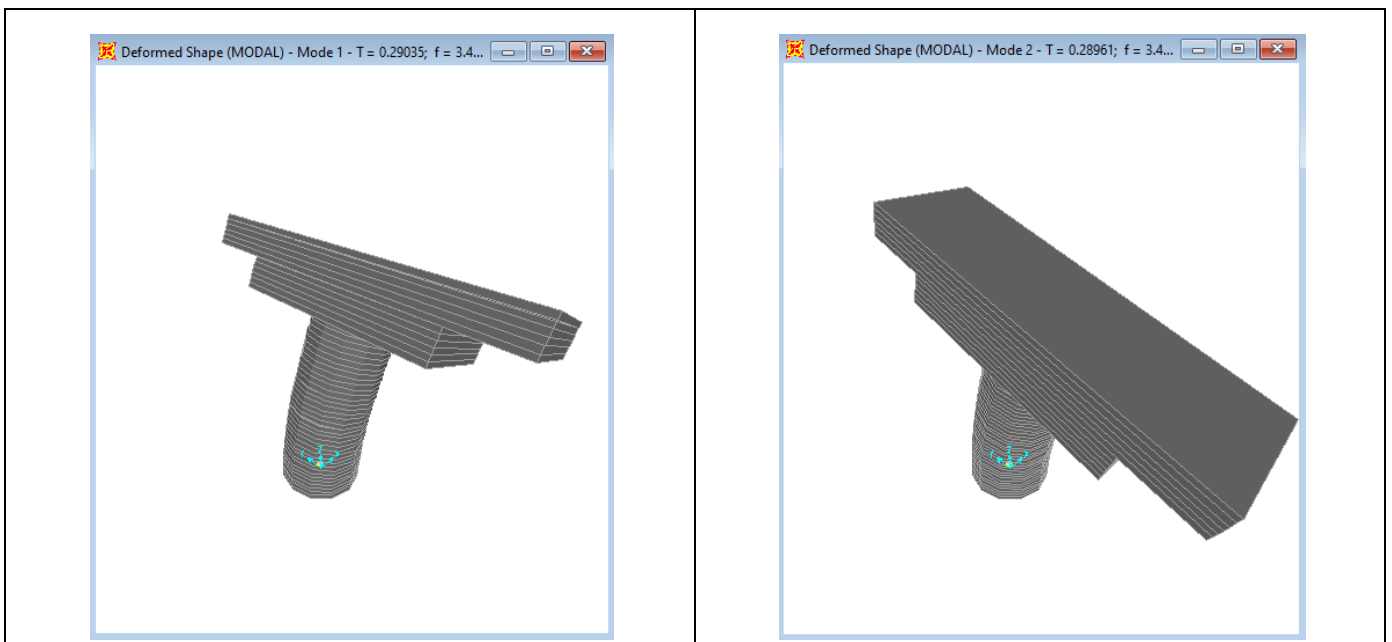 Deformed Shape (MODAL) - Mode 1 - T = 0.29035; f = 3.4...
Deformed Shape (MODAL) - Mode 2 - T = 0.28961; f = 3.4...